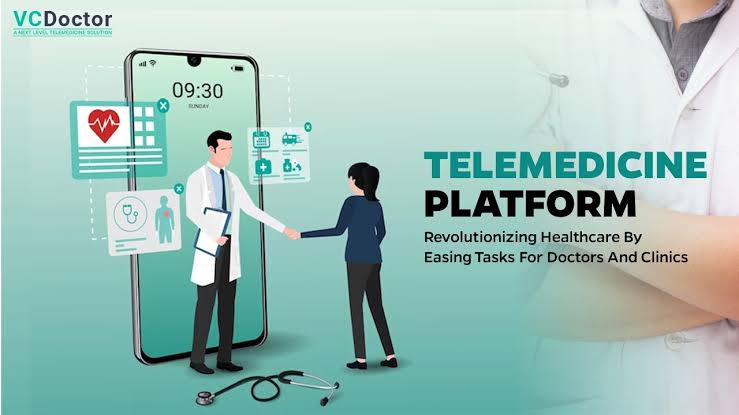 VCDoctor
A NEXT LEVEL TELEMEDICINE SOLUTION
09:30
SUNDAY
TELEMEDICINE
PLATFORM
Revolutionizing Healthcare By
Easing Tasks For Doctors And Clinics